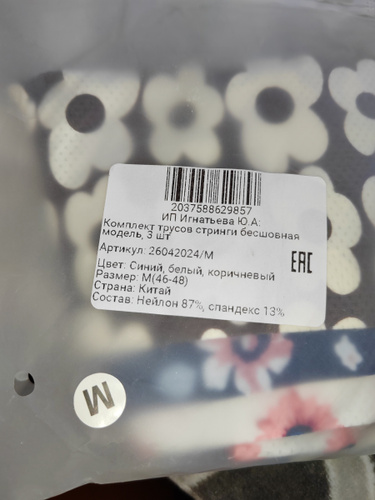 2037588629857
ИП Игнатьева Ю.А.
Комплект трусов стринги бесшовная
модель, 3 шт
Артикул: 26042024/M
Цвет: Синий, белый, коричневый
Размер: M(46-48)
Страна: Китай
Состав: Нейлон 87%, спандекс 13%
EAC
M